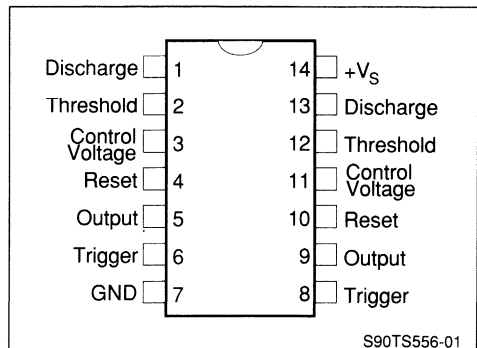 Discharge 1 14 +VS
Threshold 2 13 Discharge
Control Voltage 3 12 Threshold
Reset 4 11 Control Voltage
Output 5 10 Reset
Trigger 6 9 Output
GND 7 8 Trigger
S90TS556-01